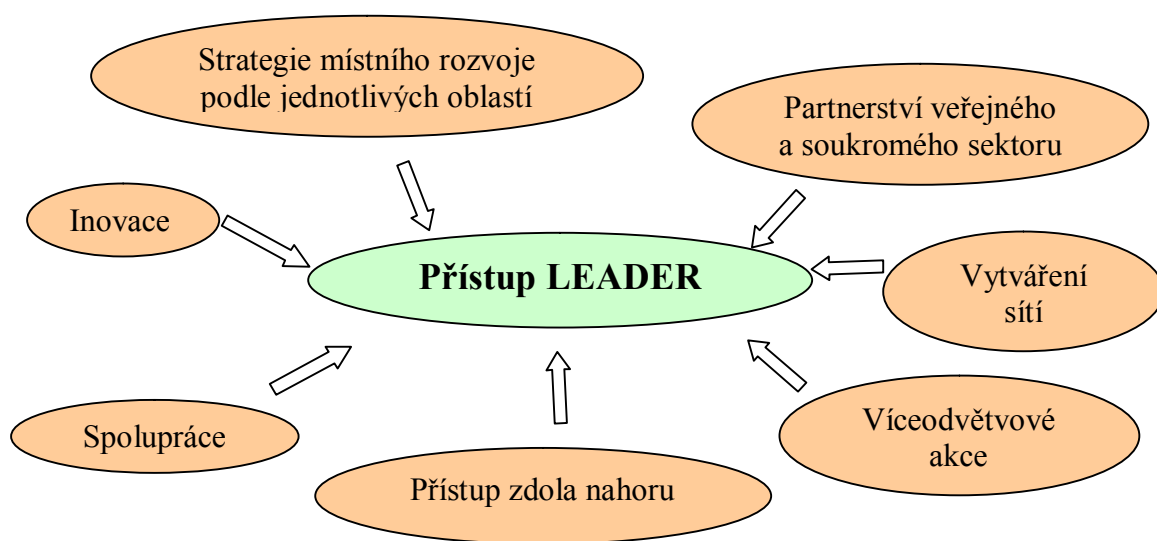 Strategie místního rozvoje
podle jednotlivých oblastí
Partnerství veřejného
a soukromého sektoru
Inovace
Přístup LEADER
Vytváření
sítí
Spolupráce
Víceodvětvové
akce
Přístup zdola nahoru